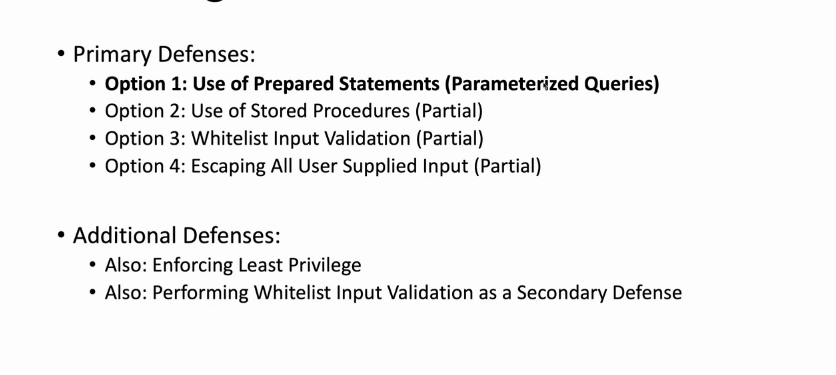 • Primary Defenses:
• Option 1: Use of Prepared Statements (Parameterized Queries)
• Option 2: Use of Stored Procedures (Partial)
• Option 3: Whitelist Input Validation (Partial)
• Option 4: Escaping All User Supplied Input (Partial)
• Additional Defenses:
• Also: Enforcing Least Privilege
• Also: Performing Whitelist Input Validation as a Secondary Defense